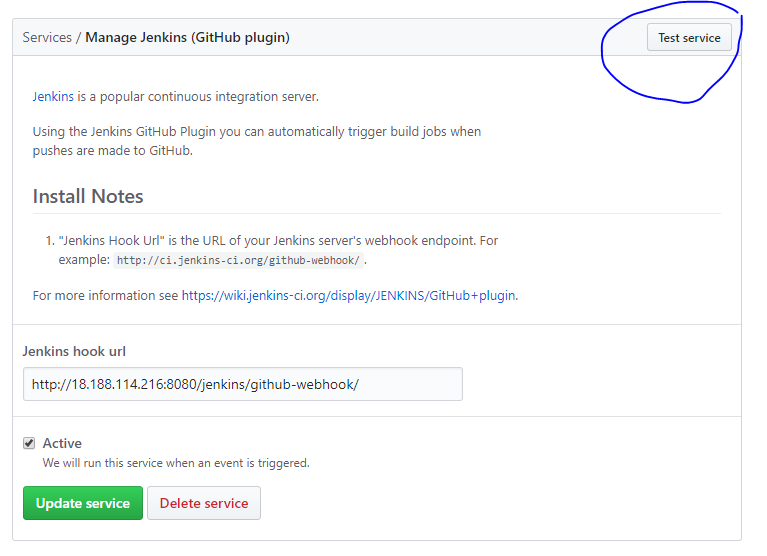 Services / Manage Jenkins (GitHub plugin)
Test service
Jenkins is a popular continuous integration server.
Using the Jenkins GitHub Plugin you can automatically trigger build jobs when
pushes are made to GitHub.
Install Notes
1. "Jenkins Hook Url" is the URL of your Jenkins server's webhook endpoint. For
example: http://ci.jenkins-ci.org/github-webhook/ .
For more information see https://wiki.jenkins-ci.org/display/JENKINS/GitHub+plugin.
Jenkins hook url
http://18.188.114.216:8080/jenkins/github-webhook/
Active
We will run this service when an event is triggered.
Update service
Delete service